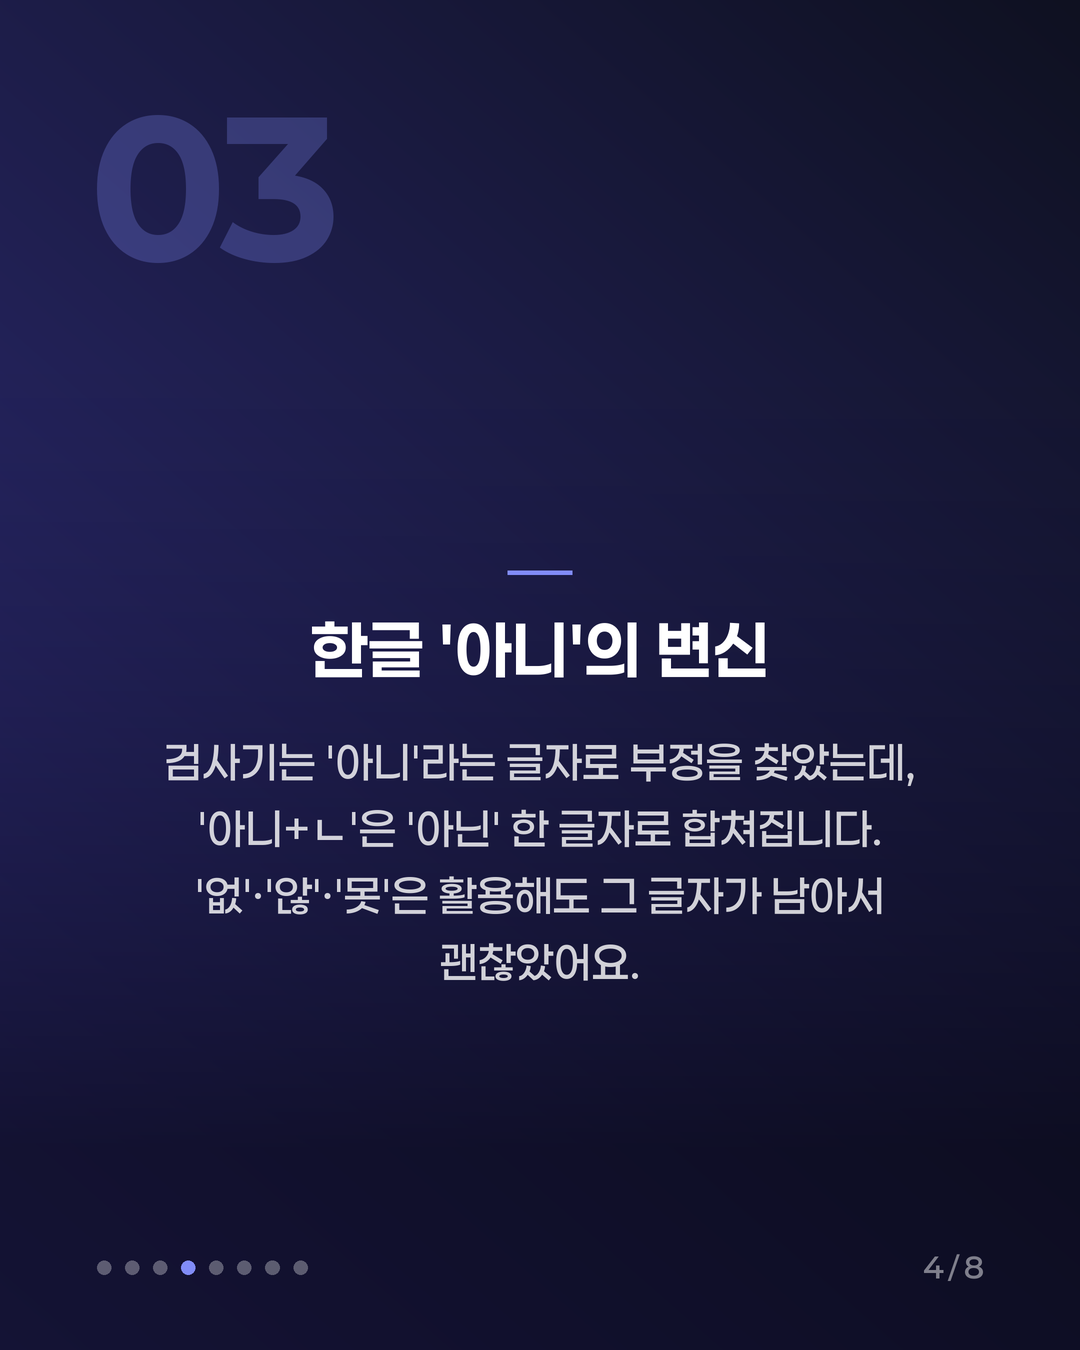 03
한글 '아니'의 변신
검사기는 '아니'라는 글자로 부정을 찾았는데,
'아니+ㄴ'은 '아닌' 한 글자로 합쳐집니다.
'없'·'않'·'못'은 활용해도 그 글자가 남아서
괜찮았어요.
4/8